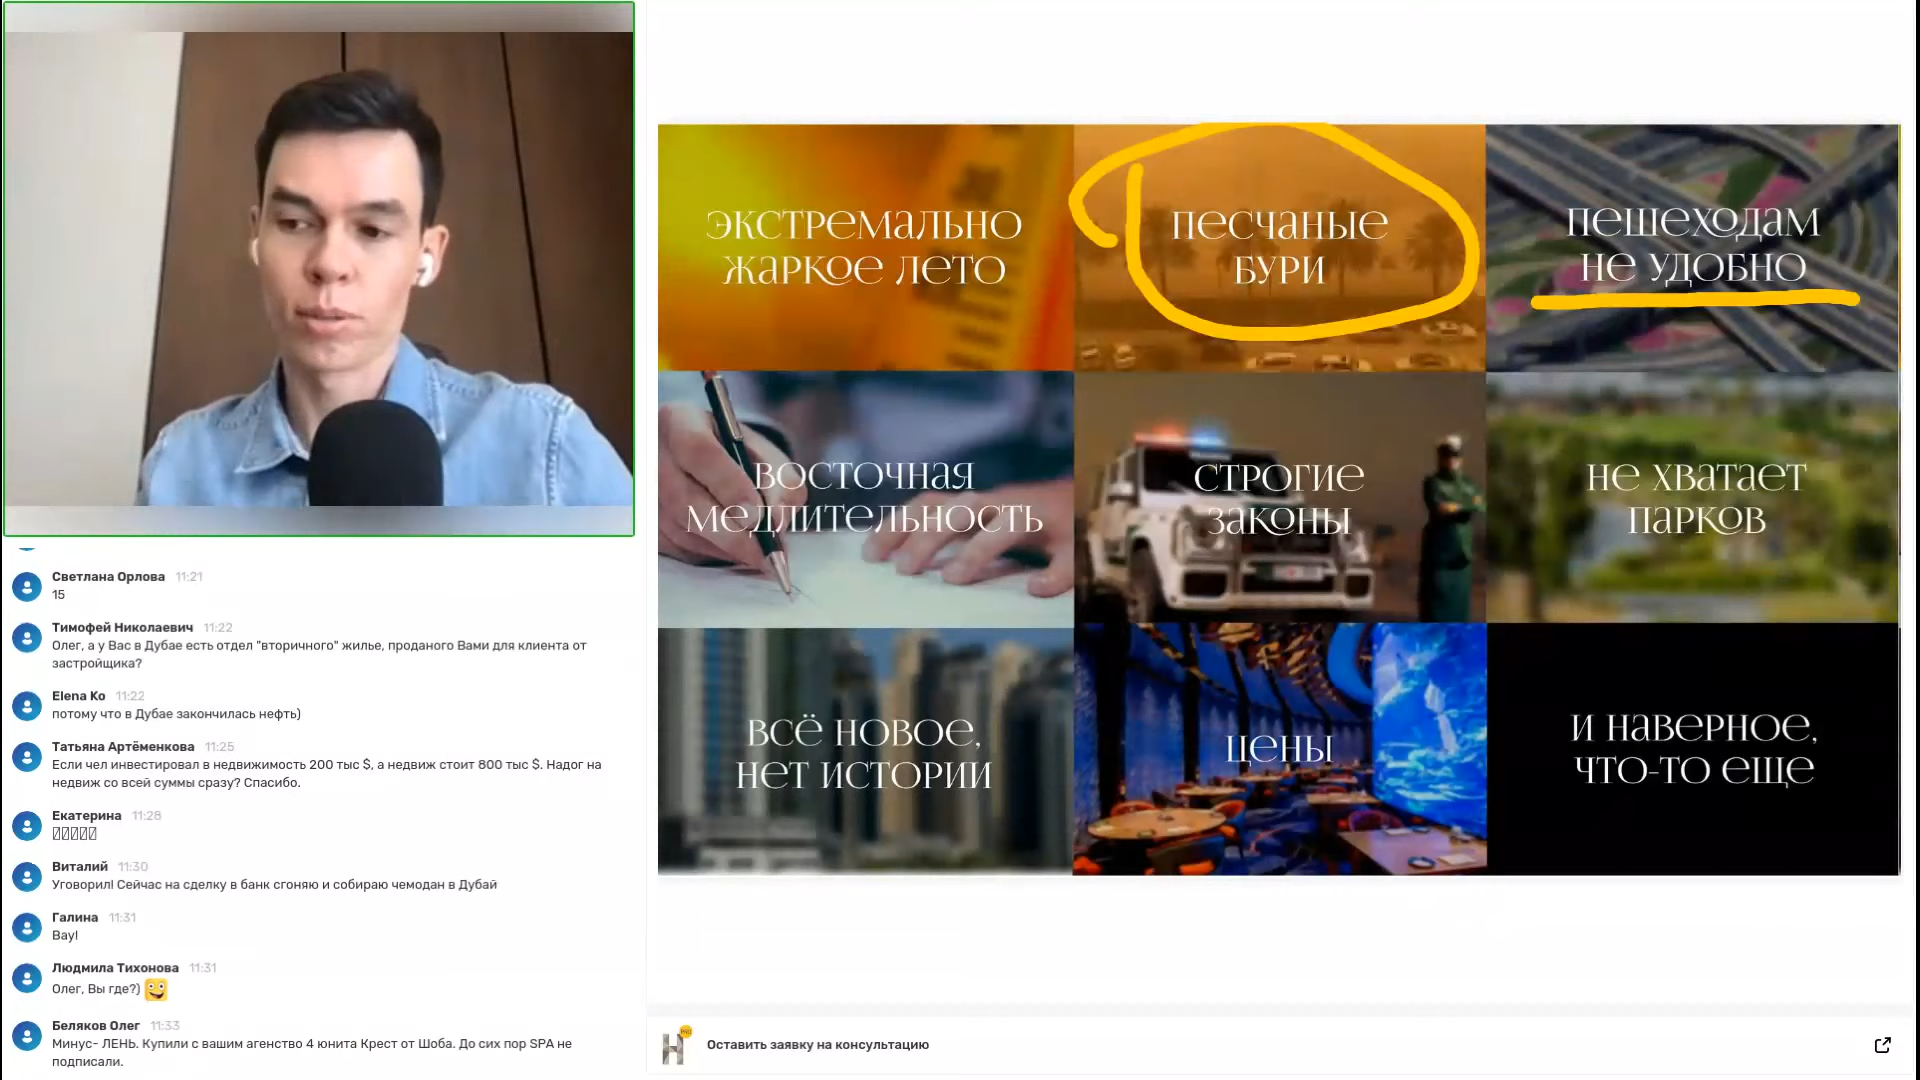 Светлана Орлова 11:21
15
Тимофей Николаевич 11:22
Олег, а у Вас в Дубае есть отдел "вторичного" жилье, проданого Вами для клиента от
застройщика?
Elena Ko 11:22
потому что в Дубае закончилась нефть)
Татьяна Артёменкова 11:25
Если чел инвестировал в недвижимость 200 тыс $, а недвиж стоит 800 тыс $. Надог на
недвиж со всей суммы сразу? Спасибо.
Екатерина 11:28
Виталий 11:30
Уговорил! Сейчас на сделку в банк сгоняю и собираю чемодан в Дубай
Галина 11:31
Вау!
Людмила Тихонова 11:31
Олег, Вы где?)
Беляков Олег 11:33
Минус- ЛЕНЬ. Купили с вашим агенство 4 юнита Крест от Шоба. До сих пор SPA не
подписали.
ЭКСТРЕМАЛЬНО
ЖАРКОЕ ЛЕТО
ПЕСЧАНЫЕ
БУРИ
ПЕШЕХОДАМ
НЕ УДОБНО
ВОСТОЧНАЯ
МЕДЛИТЕЛЬНОСТЬ
СТРОГИЕ
ЗАКОНЫ
НЕ ХВАТАЕТ
ПАРКОВ
ВСЁ НОВОЕ,
НЕТ ИСТОРИИ
ЦЕНЫ
И НАВЕРНОЕ,
ЧТО-ТО ЕЩЕ
H
Оставить заявку на консультацию